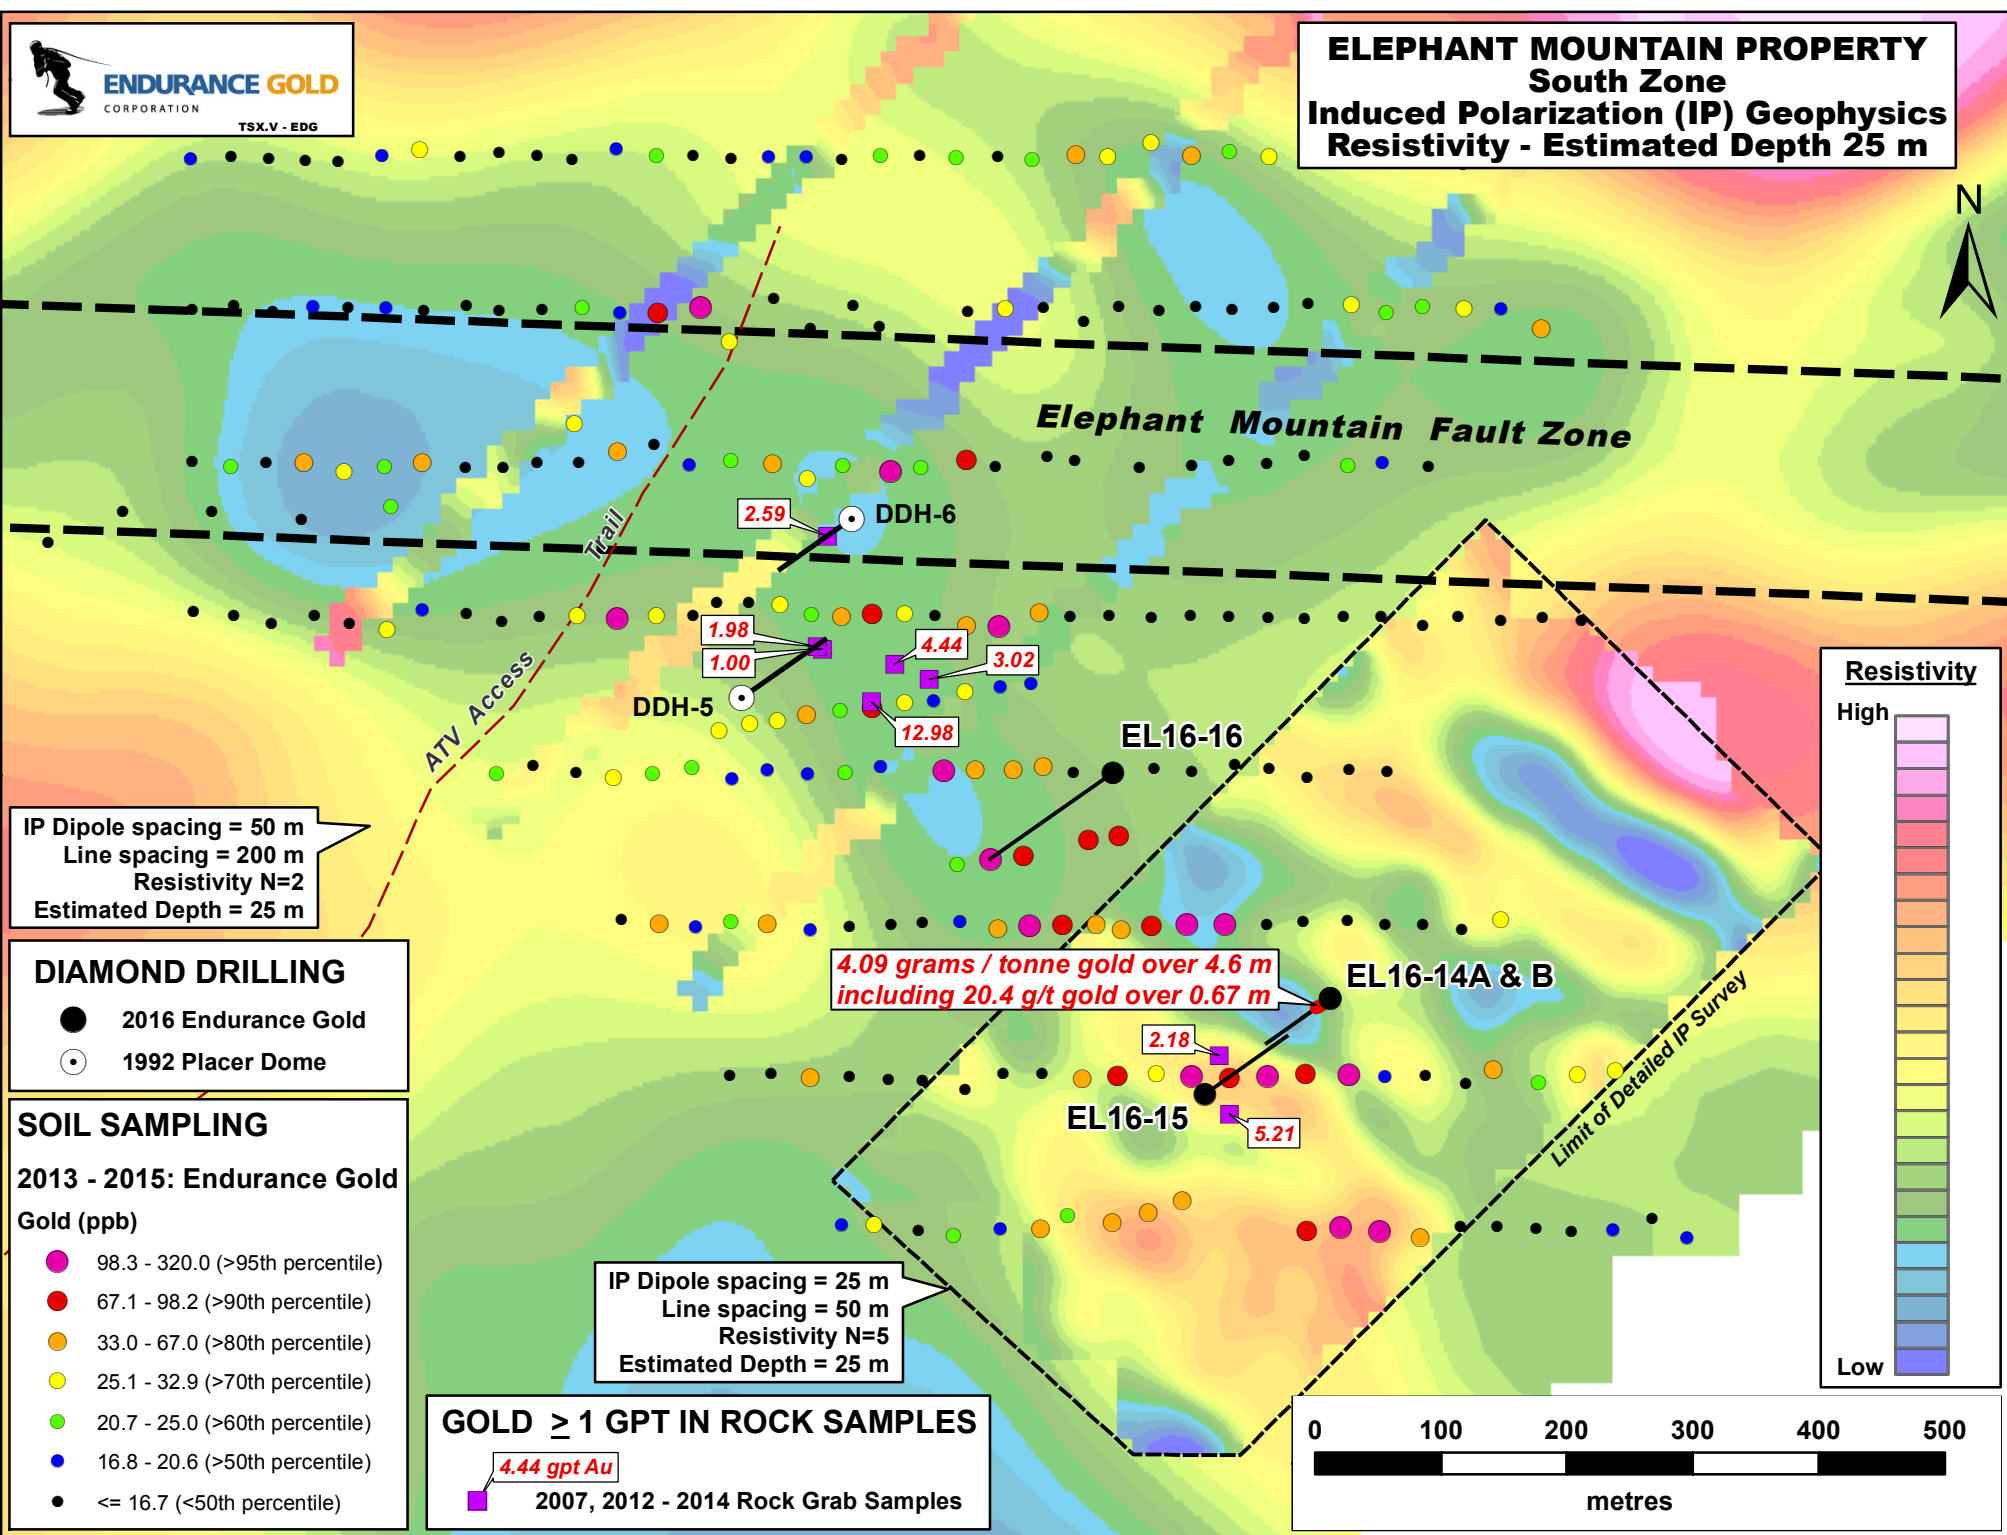 ENDURANCE GOLD
CORPORATION
TSX.V - EDG
ELEPHANT MOUNTAIN PROPERTY
South Zone
Induced Polarization (IP) Geophysics
Resistivity - Estimated Depth 25 m
N
Elephant Mountain Fault Zone
2.59
DDH-6
ATV Access Trail
1.98
1.00
4.44
3.02
DDH-5
12.98
EL16-16
Resistivity
High
Low
IP Dipole spacing = 50 m
Line spacing = 200 m
Resistivity N=2
Estimated Depth = 25 m
4.09 grams / tonne gold over 4.6 m
including 20.4 g/t gold over 0.67 m
EL16-14A & B
2.18
EL16-15
5.21
Limit of Detailed IP Survey
DIAMOND DRILLING
2016 Endurance Gold
1992 Placer Dome
SOIL SAMPLING
2013 - 2015: Endurance Gold
Gold (ppb)
98.3 - 320.0 (>95th percentile)
67.1 - 98.2 (>90th percentile)
33.0 - 67.0 (>80th percentile)
25.1 - 32.9 (>70th percentile)
20.7 - 25.0 (>60th percentile)
16.8 - 20.6 (>50th percentile)
<= 16.7 (<50th percentile)
IP Dipole spacing = 25 m
Line spacing = 50 m
Resistivity N=5
Estimated Depth = 25 m
GOLD ≥ 1 GPT IN ROCK SAMPLES
4.44 gpt Au
2007, 2012 - 2014 Rock Grab Samples
0 100 200 300 400 500
metres